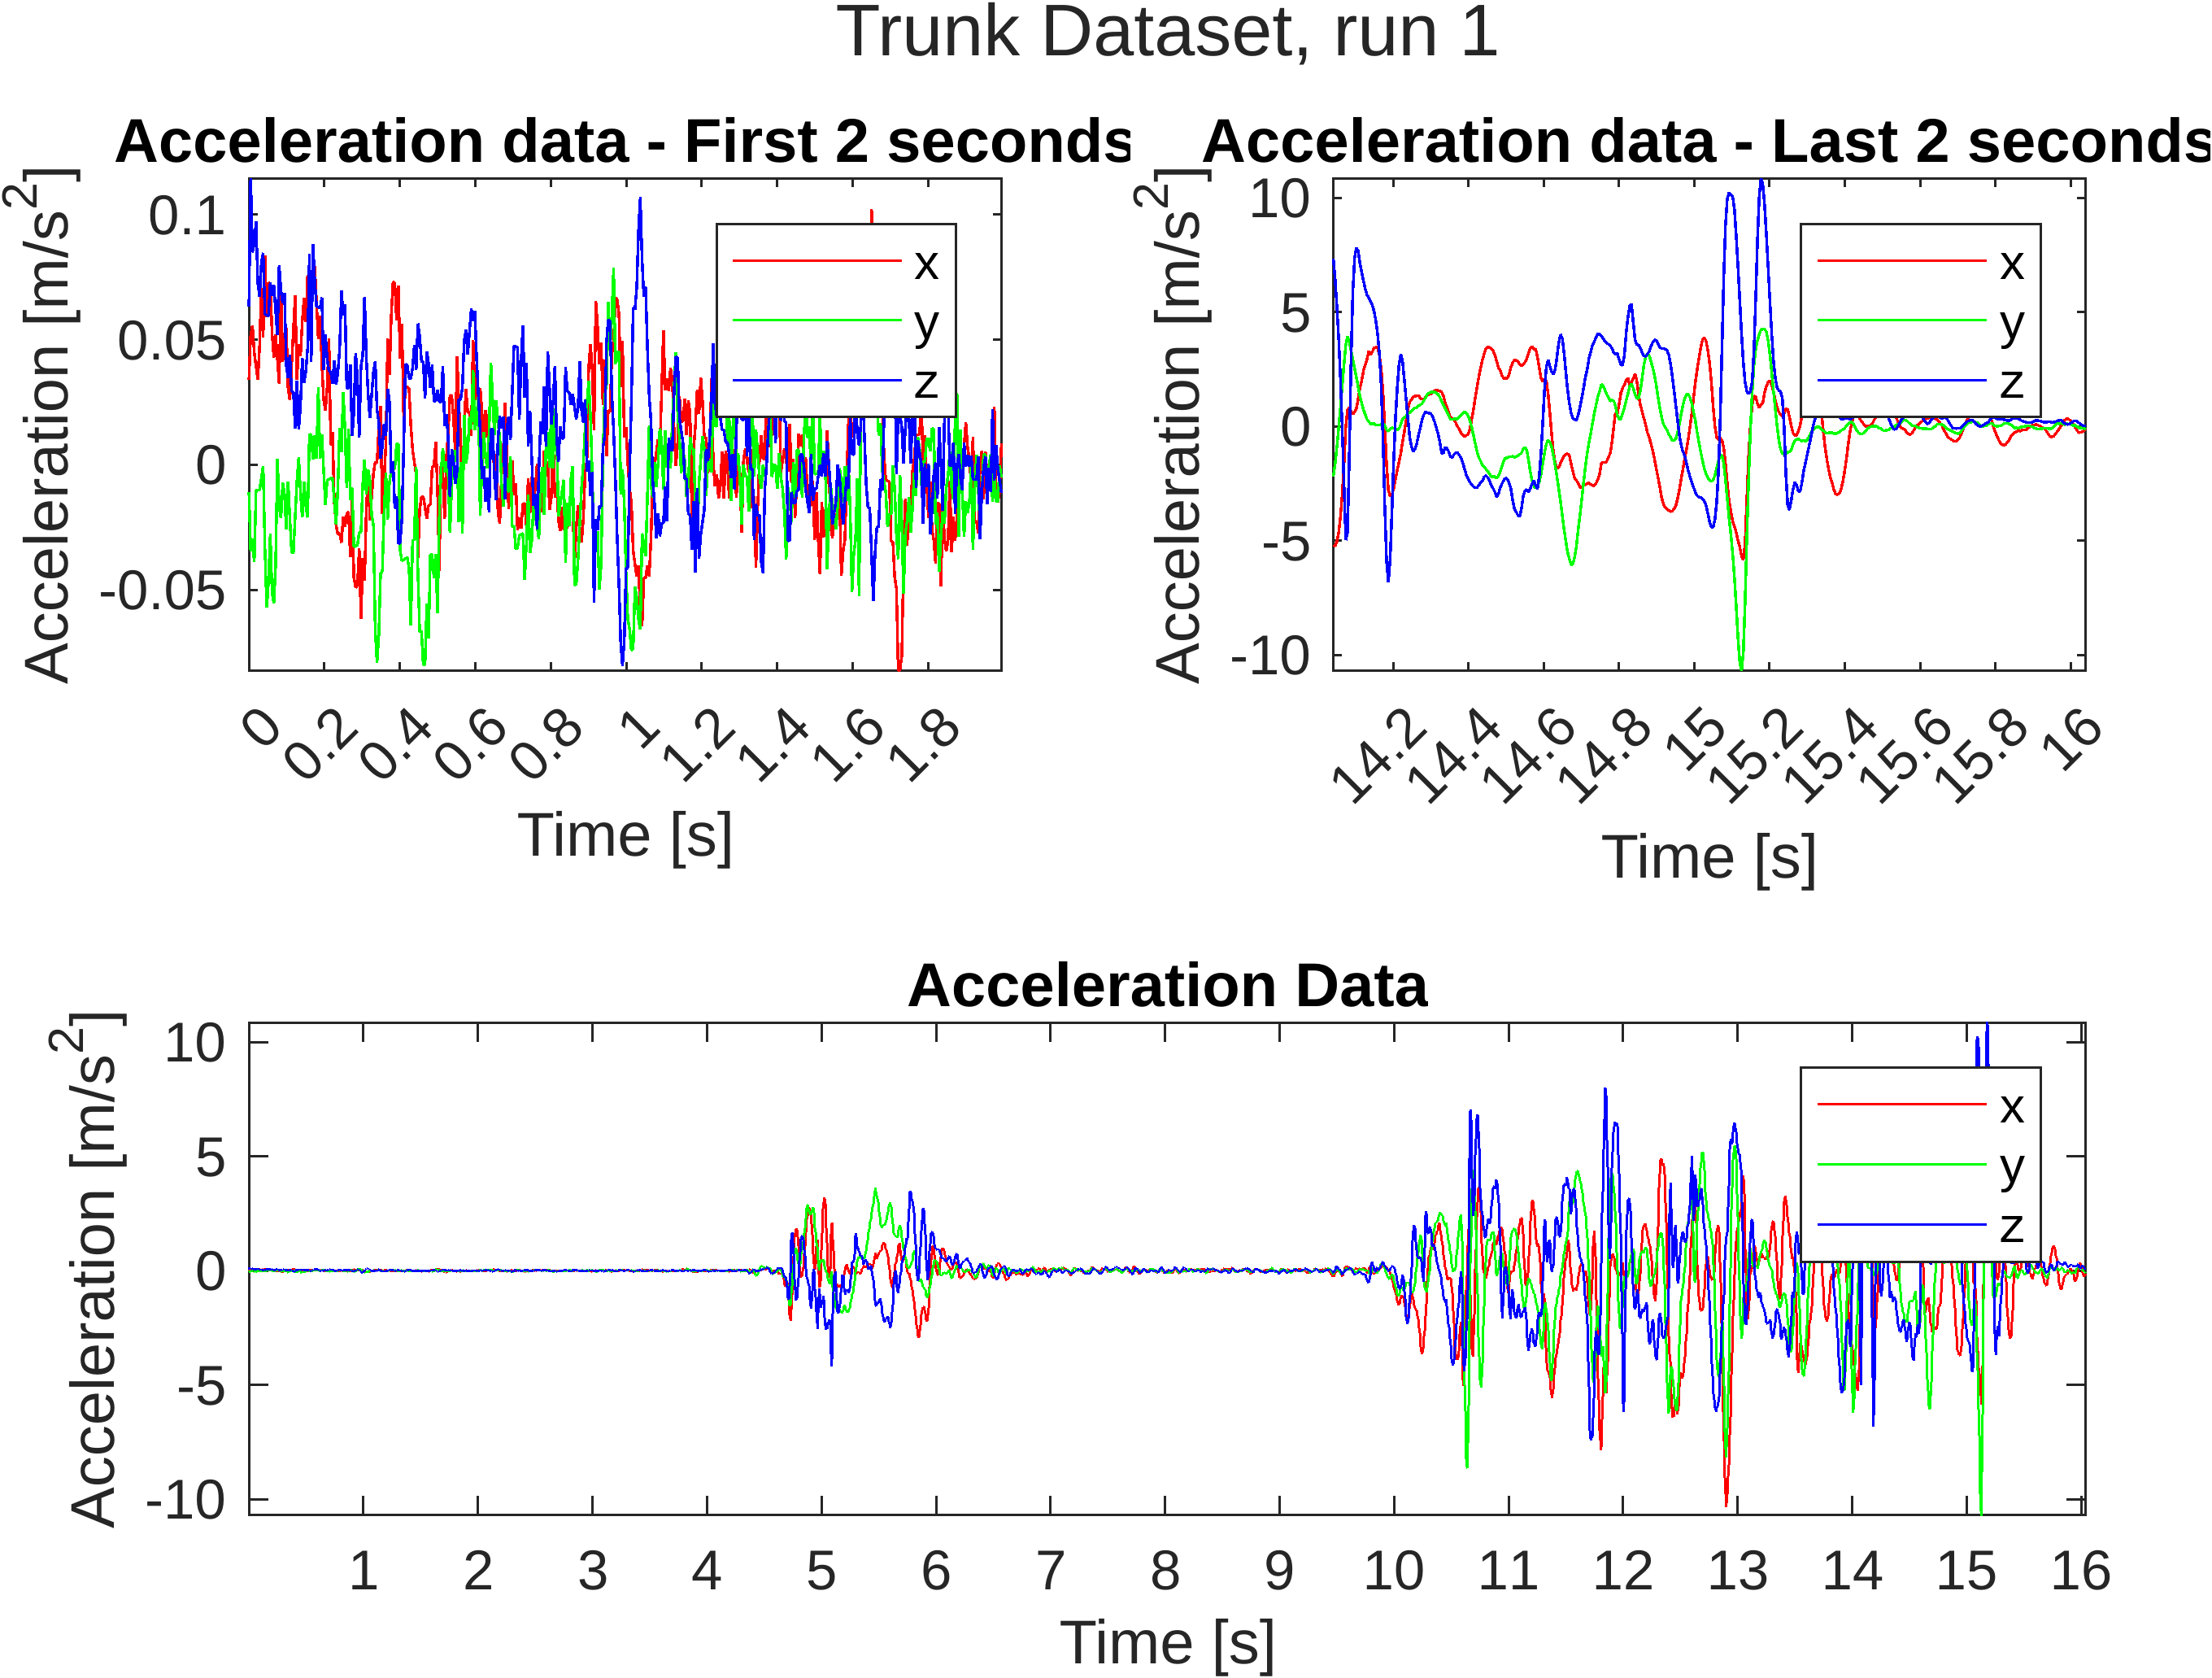 Trunk Dataset, run 1
Acceleration data - First 2 seconds
Acceleration [m/s2]
0.1
0.05
0
-0.05
x
y
z
0 0.2 0.4 0.6 0.8 1 1.2 1.4 1.6 1.8
Time [s]
Acceleration data - Last 2 seconds
Acceleration [m/s2]
10
5
0
-5
-10
x
y
z
14.2 14.4 14.6 14.8 15 15.2 15.4 15.6 15.8 16
Time [s]
Acceleration Data
Acceleration [m/s2]
10
5
0
-5
-10
x
y
z
1 2 3 4 5 6 7 8 9 10 11 12 13 14 15 16
Time [s]